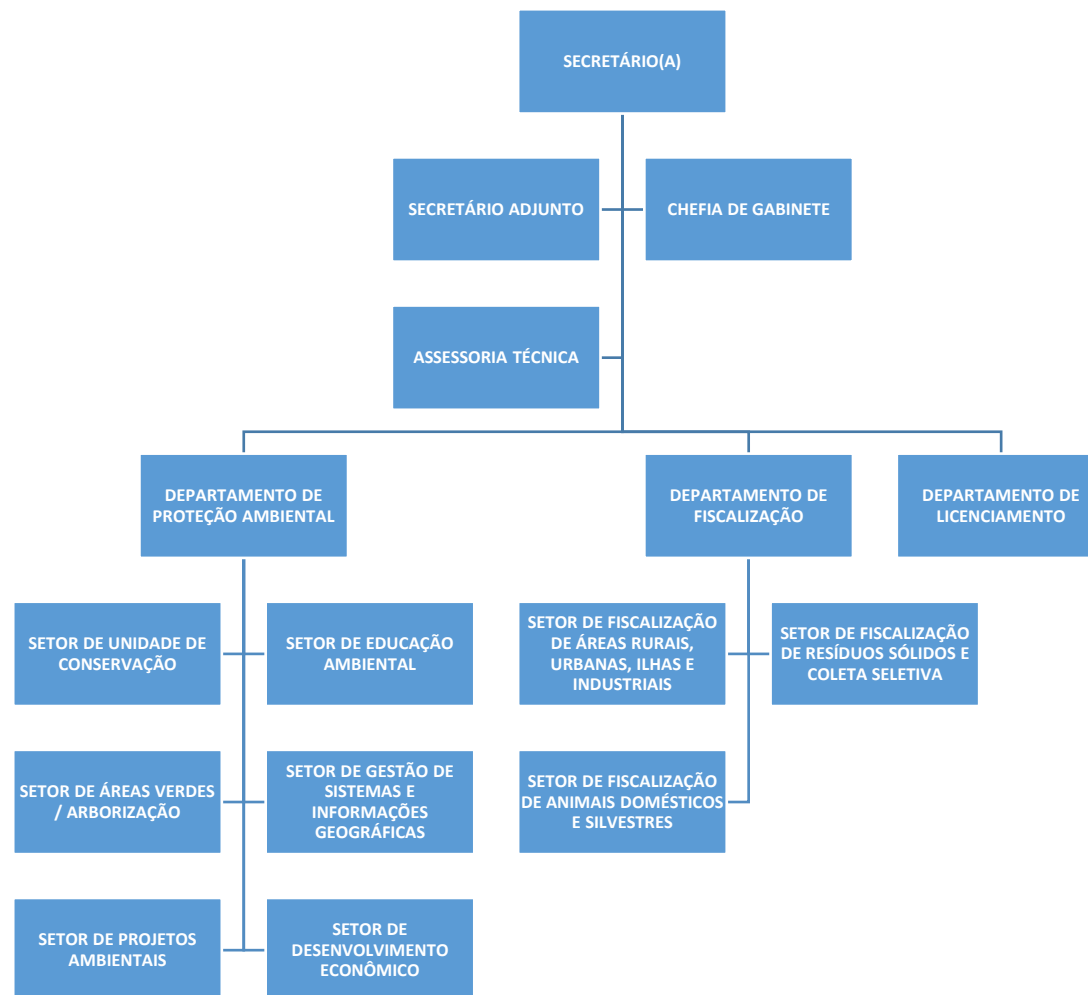 SECRETÁRIO(A)
SECRETÁRIO ADJUNTO
CHEFIA DE GABINETE
ASSESSORIA TÉCNICA
DEPARTAMENTO DE
PROTEÇÃO AMBIENTAL
DEPARTAMENTO DE
FISCALIZAÇÃO
DEPARTAMENTO DE
LICENCIAMENTO
SETOR DE UNIDADE DE
CONSERVAÇÃO
SETOR DE EDUCAÇÃO
AMBIENTAL
SETOR DE FISCALIZAÇÃO
DE ÁREAS RURAIS,
URBANAS, ILHAS E
INDUSTRIAIS
SETOR DE FISCALIZAÇÃO
DE RESÍDUOS SÓLIDOS E
COLETA SELETIVA
SETOR DE ÁREAS VERDES
/ ARBORIZAÇÃO
SETOR DE GESTÃO DE
SISTEMAS E
INFORMAÇÕES
GEOGRÁFICAS
SETOR DE FISCALIZAÇÃO
DE ANIMAIS DOMÉSTICOS
E SILVESTRES
SETOR DE PROJETOS
AMBIENTAIS
SETOR DE
DESENVOLVIMENTO
ECONÔMICO